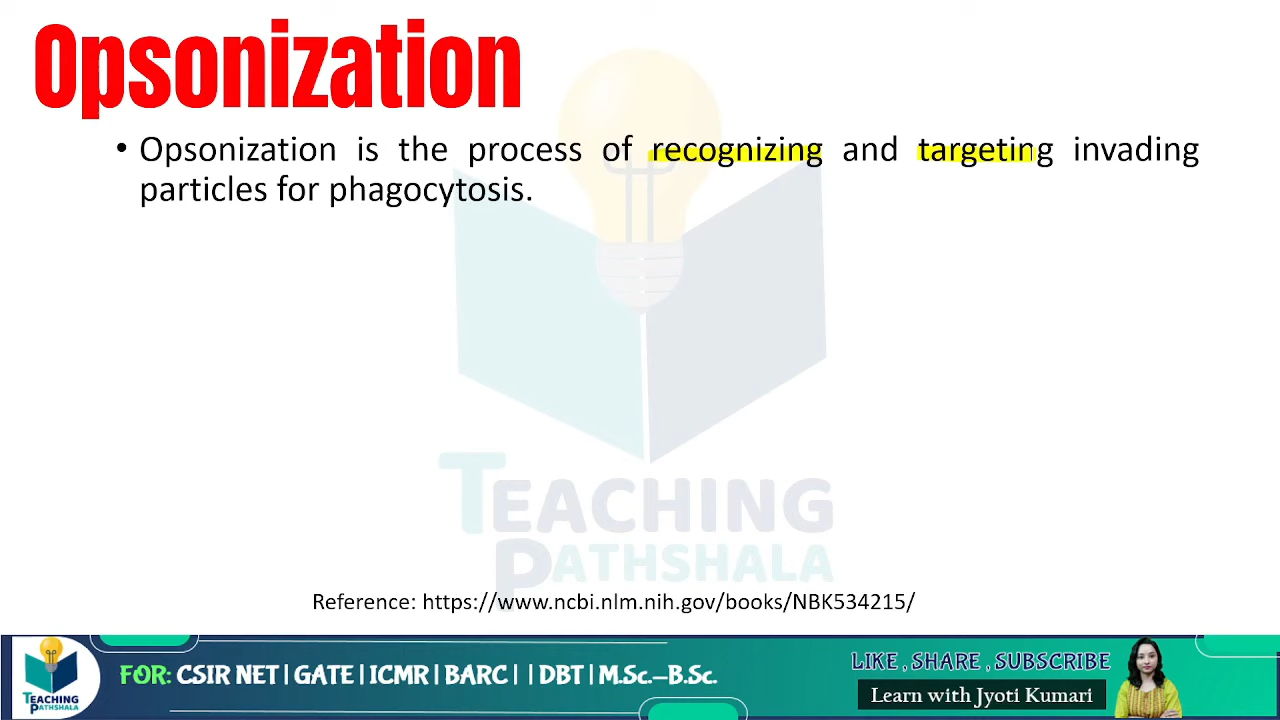 Opsonization
• Opsonization is the process of recognizing and targeting invading
particles for phagocytosis.
TEACHING
PATHSHALA
Reference: https://www.ncbi.nlm.nih.gov/books/NBK534215/
TEACHING
PATHSHALA
FOR: CSIR NET | GATE | ICMR | BARC | | DBT | M.Sc.-B.Sc.
LIKE , SHARE , SUBSCRIBE
Learn with Jyoti Kumari